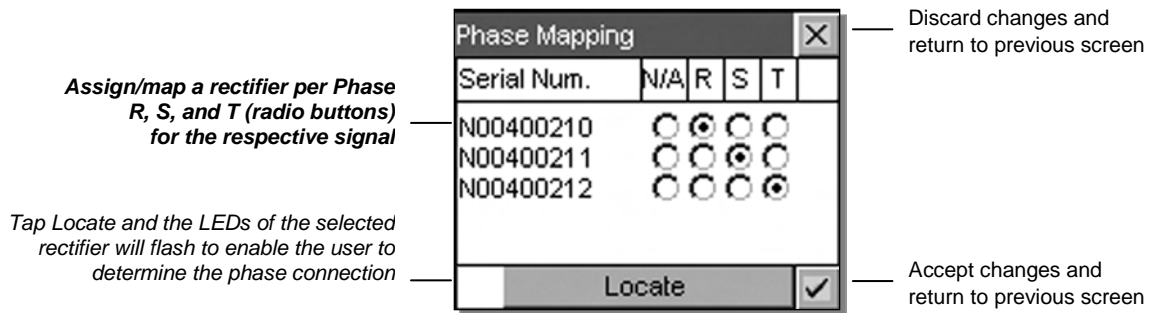 Phase Mapping
Discard changes and
return to previous screen
Serial Num. N/A R S T
Assign/map a rectifier per Phase
R, S, and T (radio buttons)
for the respective signal
N00400210
N00400211
N00400212
Tap Locate and the LEDs of the selected
rectifier will flash to enable the user to
determine the phase connection
Locate
Accept changes and
return to previous screen